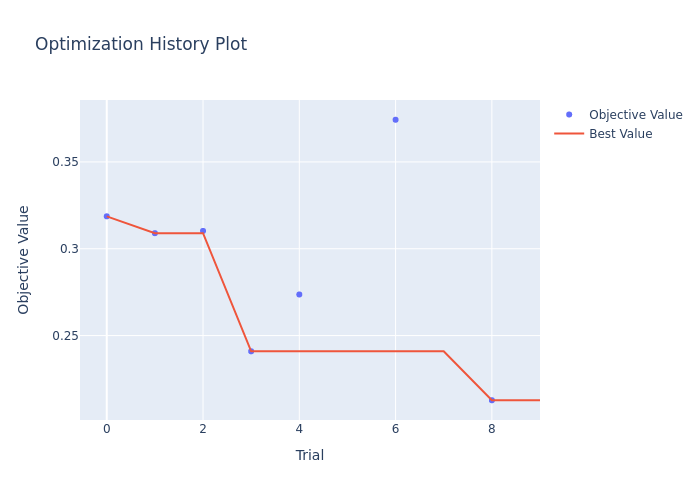 Optimization History Plot
Objective Value
Best Value
0.35
0.3
0.25
Objective Value
0
2
4
6
8
Trial